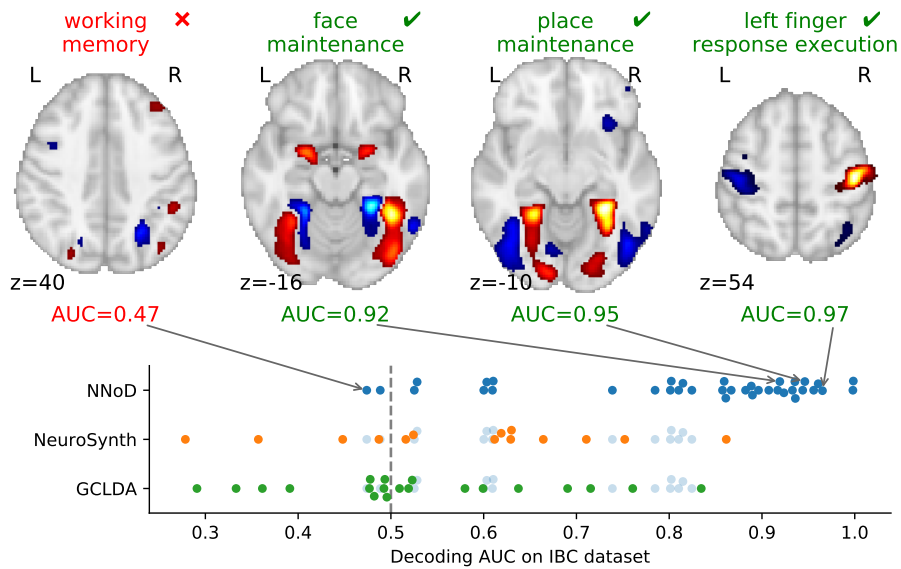 working ✖
memory
face ✔
maintenance
place ✔
maintenance
left finger ✔
response execution
L R
L R
L R
L R
z=40
z=-16
z=-10
z=54
AUC=0.47
AUC=0.92
AUC=0.95
AUC=0.97
NNoD
NeuroSynth
GCLDA
0.3 0.4 0.5 0.6 0.7 0.8 0.9 1.0
Decoding AUC on IBC dataset